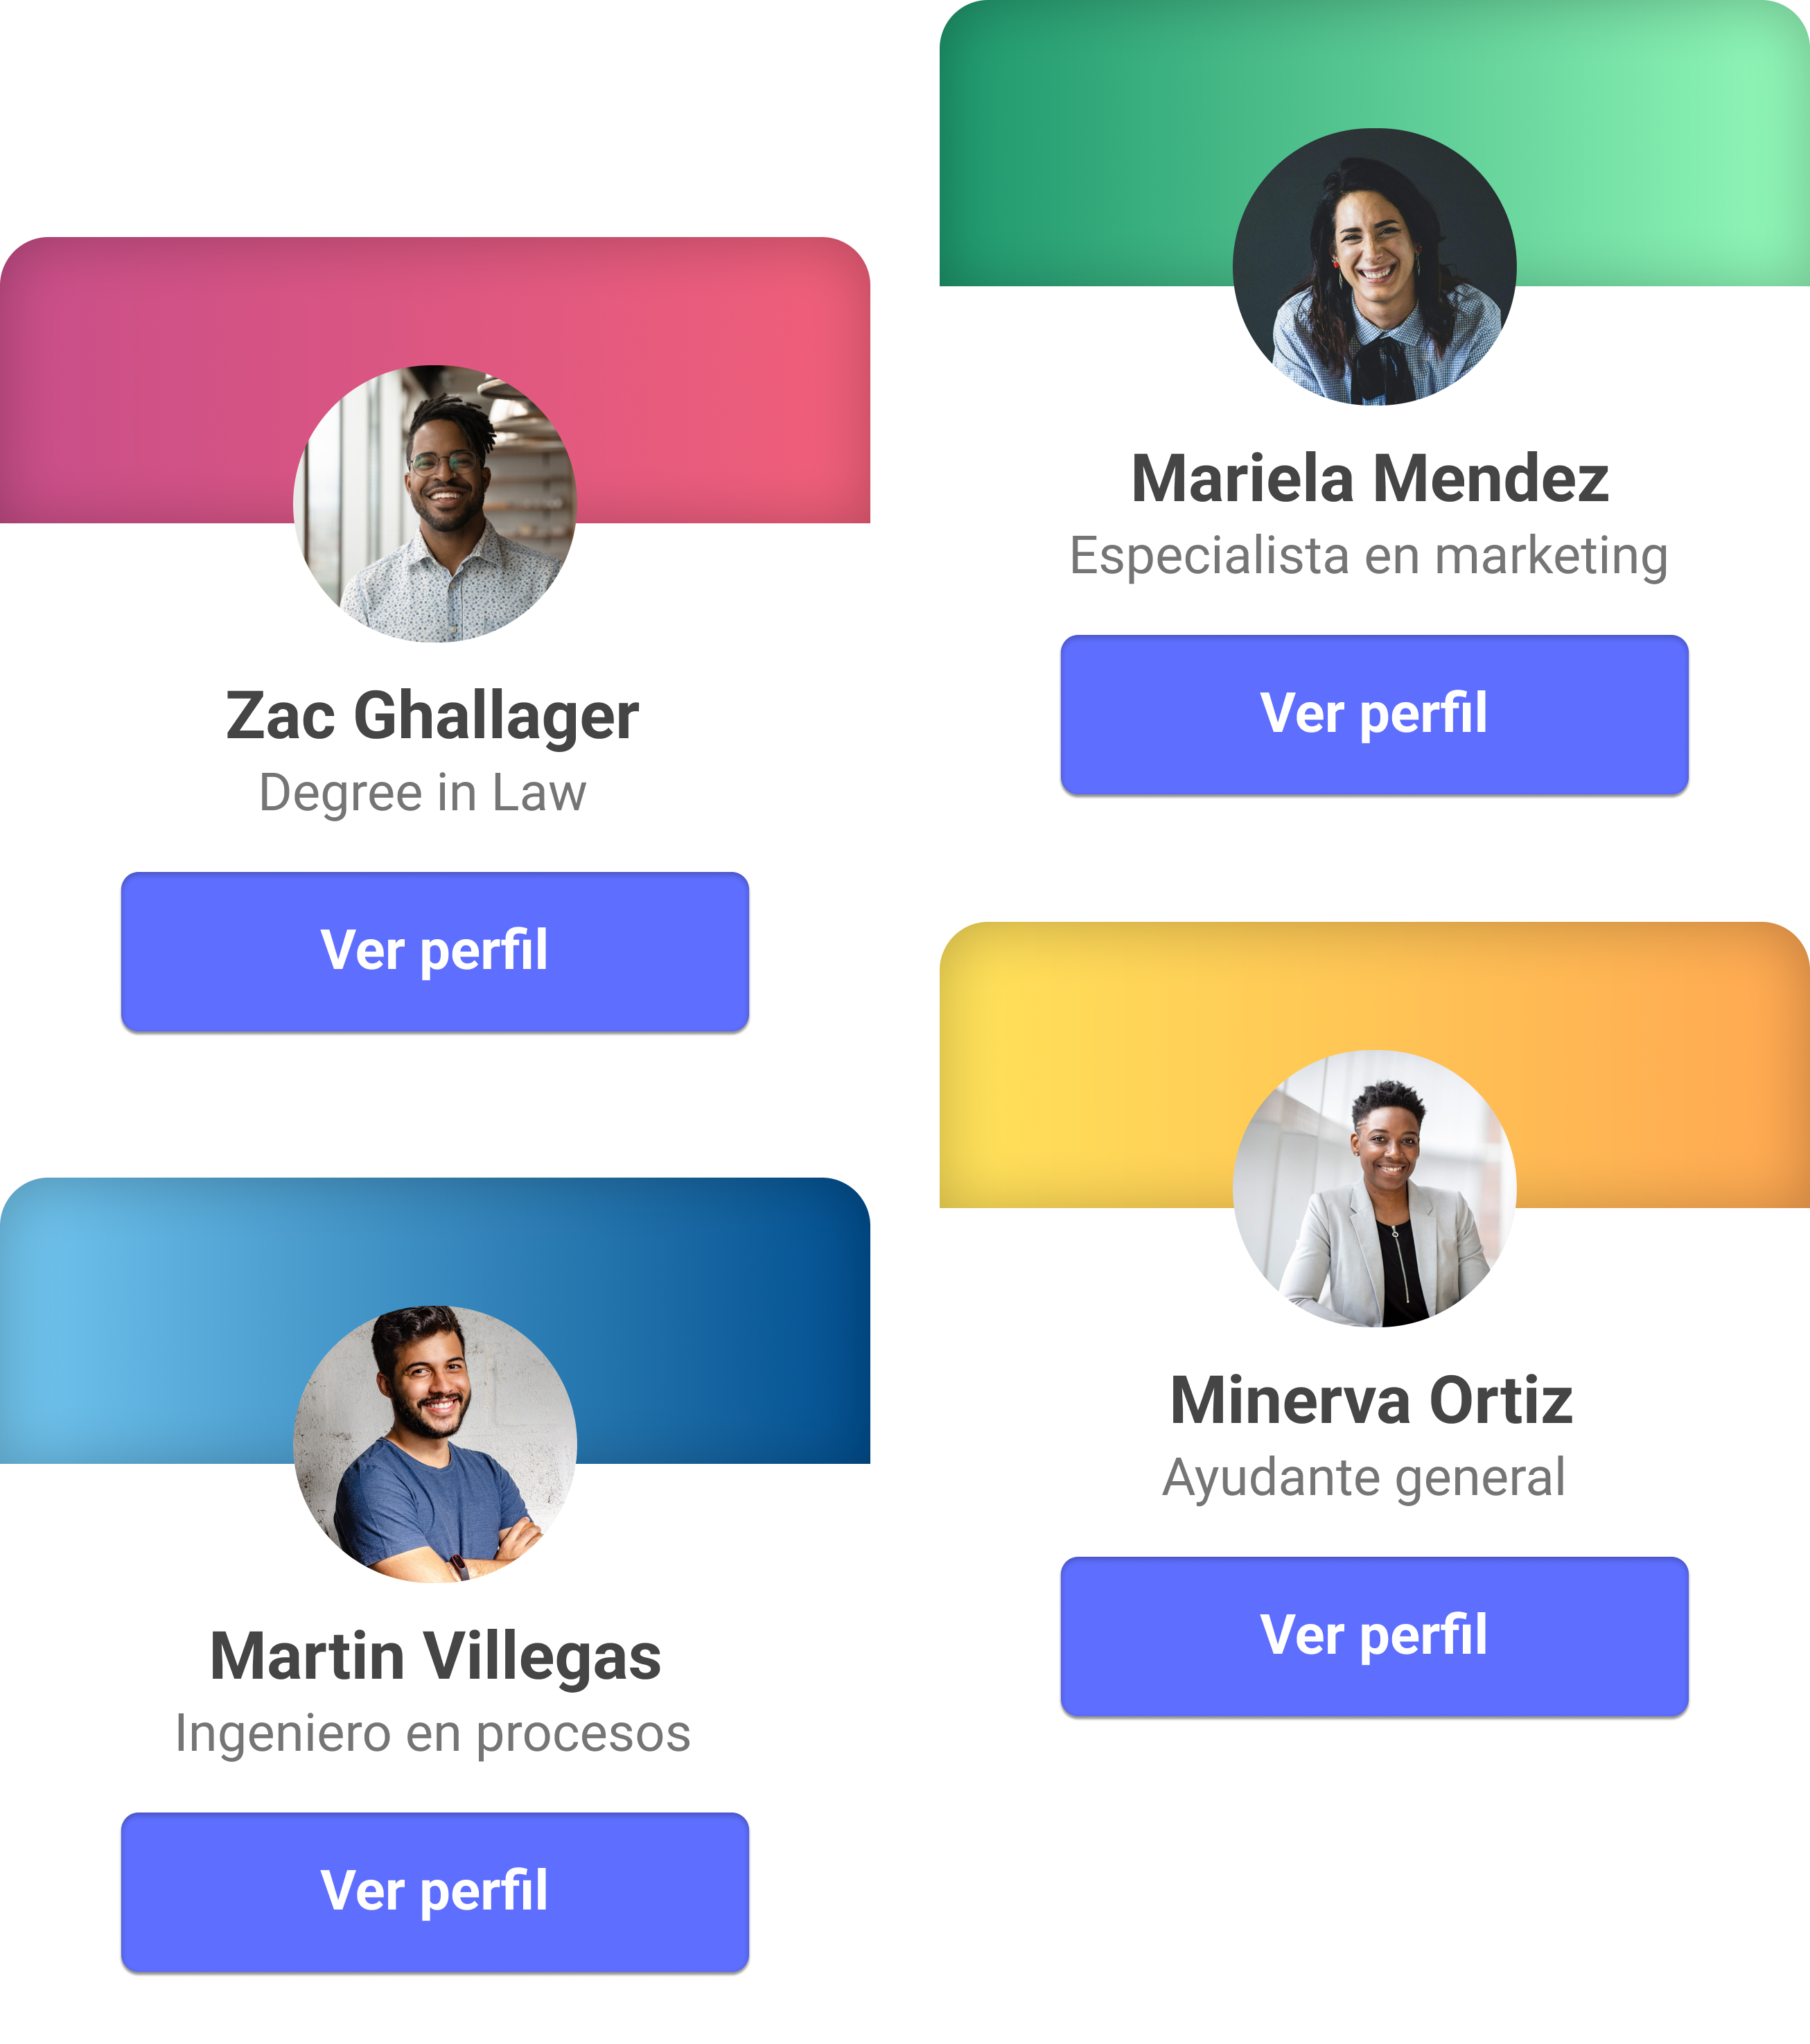 Zac Ghallager
Degree in Law
Ver perfil
Martin Villegas
Ingeniero en procesos
Ver perfil
Mariela Mendez
Especialista en marketing
Ver perfil
Minerva Ortiz
Ayudante general
Ver perfil